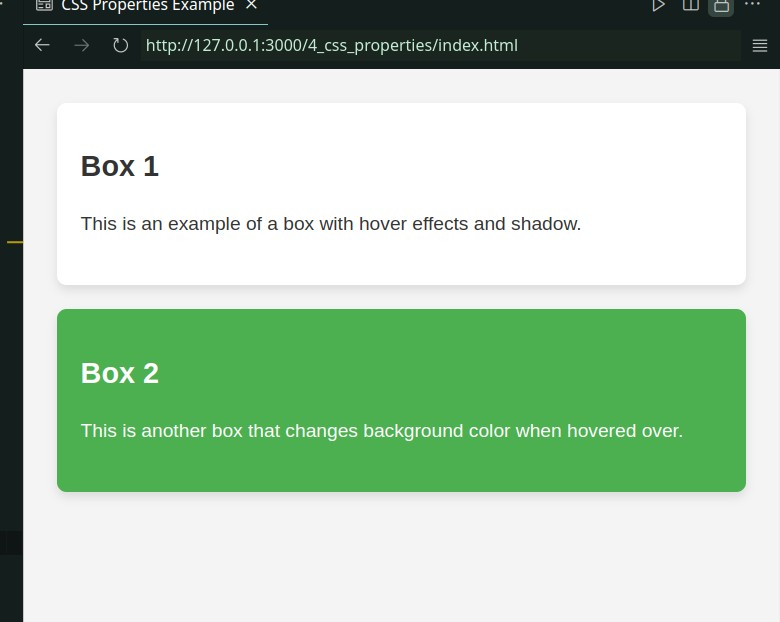 CSS Properties Example
http://127.0.0.1:3000/4_css_properties/index.html
Box 1
This is an example of a box with hover effects and shadow.
Box 2
This is another box that changes background color when hovered over.